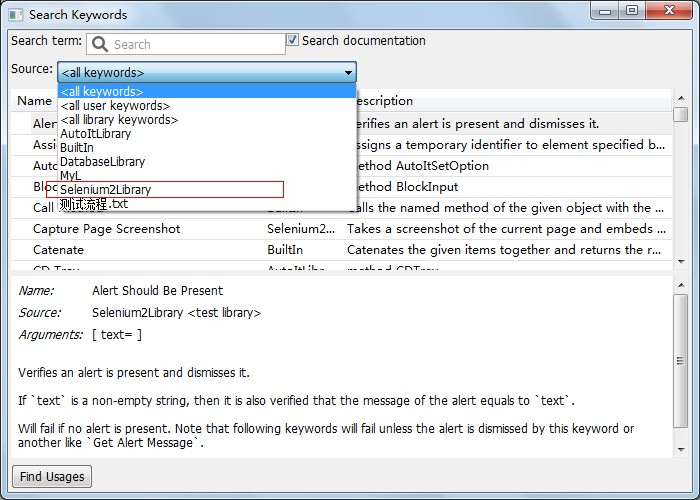 Search Keywords
Search term: Search Search documentation
Source: <all keywords>
<all keywords>
<all user keywords>
<all library keywords>
AutoItLibrary
BuiltIn
DatabaseLibrary
MyL
Selenium2Library
测试流程.txt
Name escription
Aler erifies an alert is present and dismisses it.
Assi ssigns a temporary identifier to element specified b...
Auto ethod AutoItSetOption
Bloc ethod BlockInput
Call alls the named method of the given object with the ...
Capture Page Screenshot Selenium2... Takes a screenshot of the current page and embeds ...
Catenate BuiltIn Catenates the given items together and returns the r...
CD Tray AutoItLibr... method CDTray
Name: Alert Should Be Present
Source: Selenium2Library <test library>
Arguments: [ text= ]
Verifies an alert is present and dismisses it.
If `text` is a non-empty string, then it is also verified that the message of the alert equals to `text`.
Will fail if no alert is present. Note that following keywords will fail unless the alert is dismissed by this keyword or
another like `Get Alert Message`.
Find Usages